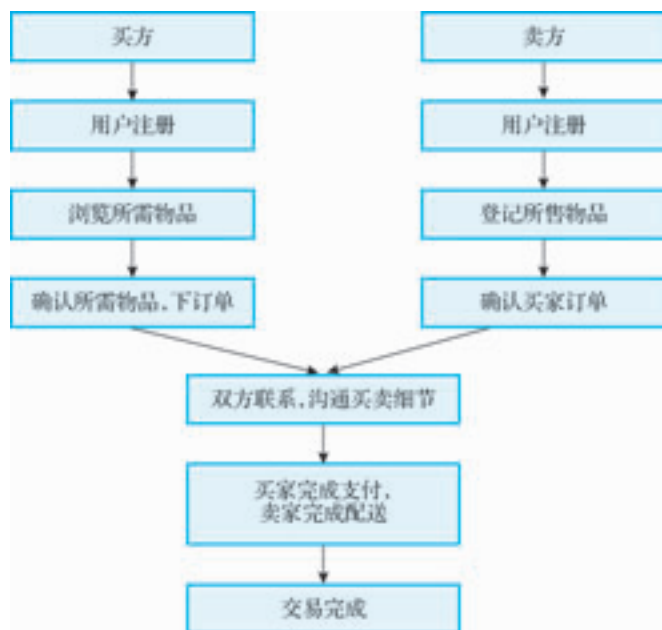 买方
卖方
用户注册
用户注册
浏览所需物品
登记所售物品
确认所需物品,下订单
确认买家订单
双方联系,沟通买卖细节
买家完成支付,
卖家完成配送
交易完成